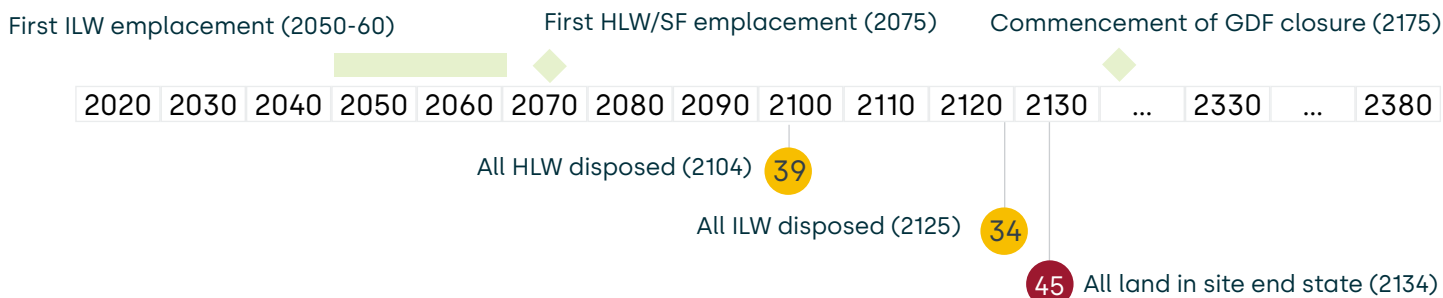 First ILW emplacement (2050-60)
First HLW/SF emplacement (2075)
Commencement of GDF closure (2175)
2020 2030 2040 2050 2060 2070 2080 2090 2100 2110 2120 2130 ... 2330 ... 2380
All HLW disposed (2104) 39
All ILW disposed (2125) 34
45 All land in site end state (2134)